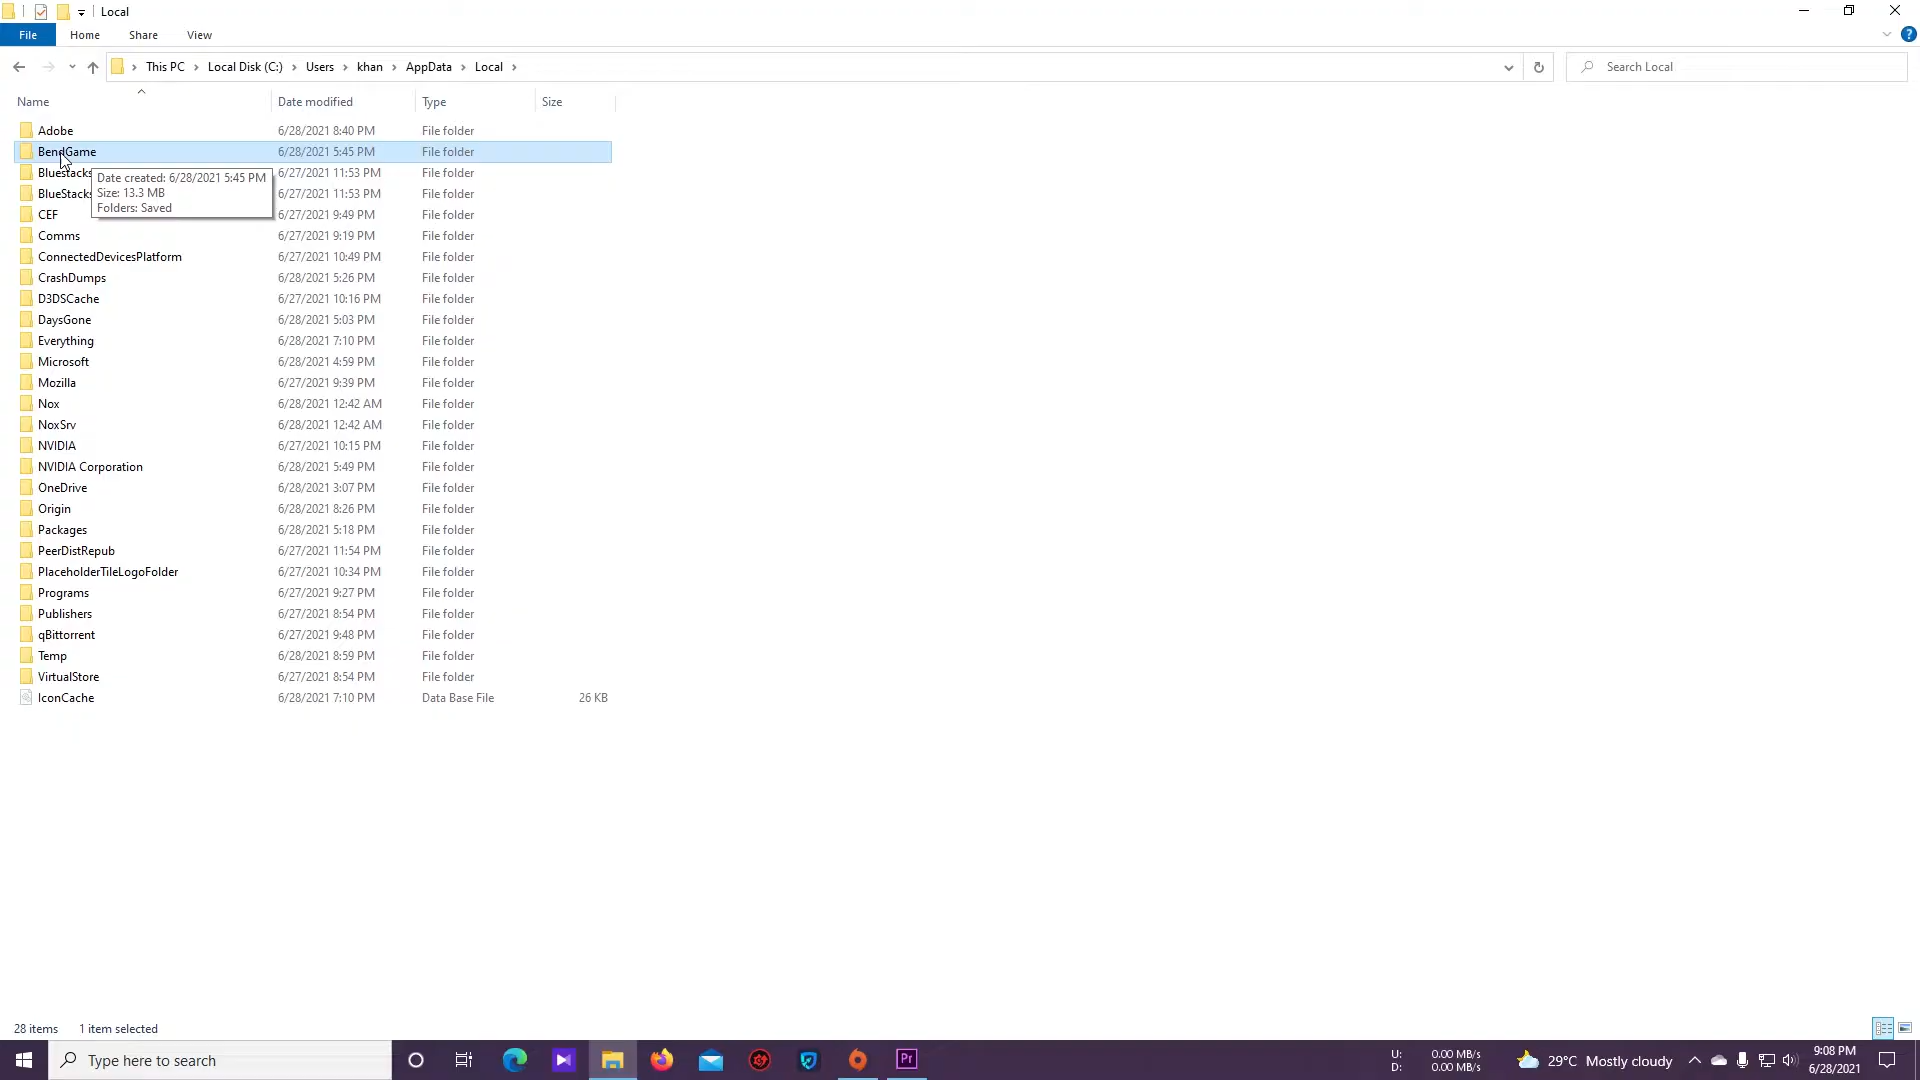 Local
File Home Share View
This PC Local Disk (C:) Users khan AppData Local
Search Local
Name Date modified Type Size
Adobe 6/28/2021 8:40 PM File folder
BendGame 6/28/2021 5:45 PM File folder
Bluestacks 6/27/2021 11:53 PM File folder
BlueStacks 6/27/2021 11:53 PM File folder
Date created: 6/28/2021 5:45 PM
Size: 13.3 MB
Folders: Saved
CEF 6/27/2021 9:49 PM File folder
Comms 6/27/2021 9:19 PM File folder
ConnectedDevicesPlatform 6/27/2021 10:49 PM File folder
CrashDumps 6/28/2021 5:26 PM File folder
D3DSCache 6/27/2021 10:16 PM File folder
DaysGone 6/28/2021 5:03 PM File folder
Everything 6/28/2021 7:10 PM File folder
Microsoft 6/28/2021 4:59 PM File folder
Mozilla 6/27/2021 9:39 PM File folder
Nox 6/28/2021 12:42 AM File folder
NoxSrv 6/28/2021 12:42 AM File folder
NVIDIA 6/27/2021 10:15 PM File folder
NVIDIA Corporation 6/28/2021 5:49 PM File folder
OneDrive 6/28/2021 3:07 PM File folder
Origin 6/28/2021 8:26 PM File folder
Packages 6/28/2021 5:18 PM File folder
PeerDistRepub 6/27/2021 11:54 PM File folder
PlaceholderTileLogoFolder 6/27/2021 10:34 PM File folder
Programs 6/27/2021 9:27 PM File folder
Publishers 6/27/2021 8:54 PM File folder
qBittorrent 6/27/2021 9:48 PM File folder
Temp 6/28/2021 8:59 PM File folder
VirtualStore 6/27/2021 8:54 PM File folder
IconCache 6/28/2021 7:10 PM Data Base File 26 KB
28 items 1 item selected
Type here to search
Pr
U: 0.00 MB/s
D: 0.00 MB/s
29°C Mostly cloudy
9:08 PM
6/28/2021